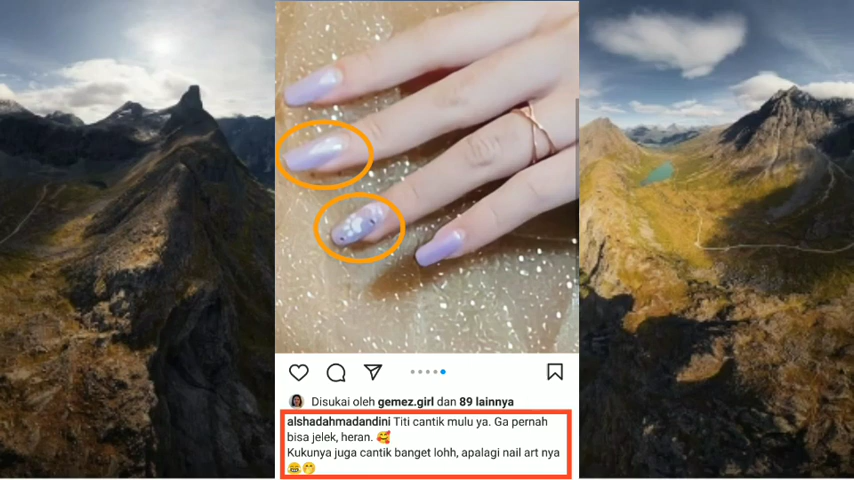 Disukai oleh gemez.girl dan 89 lainnya
alshadahmadandini Titi cantik mulu ya. Ga pernah
bisa jelek, heran. 🥰
Kukunya juga cantik banget lohh, apalagi nail art nya
😂🤭